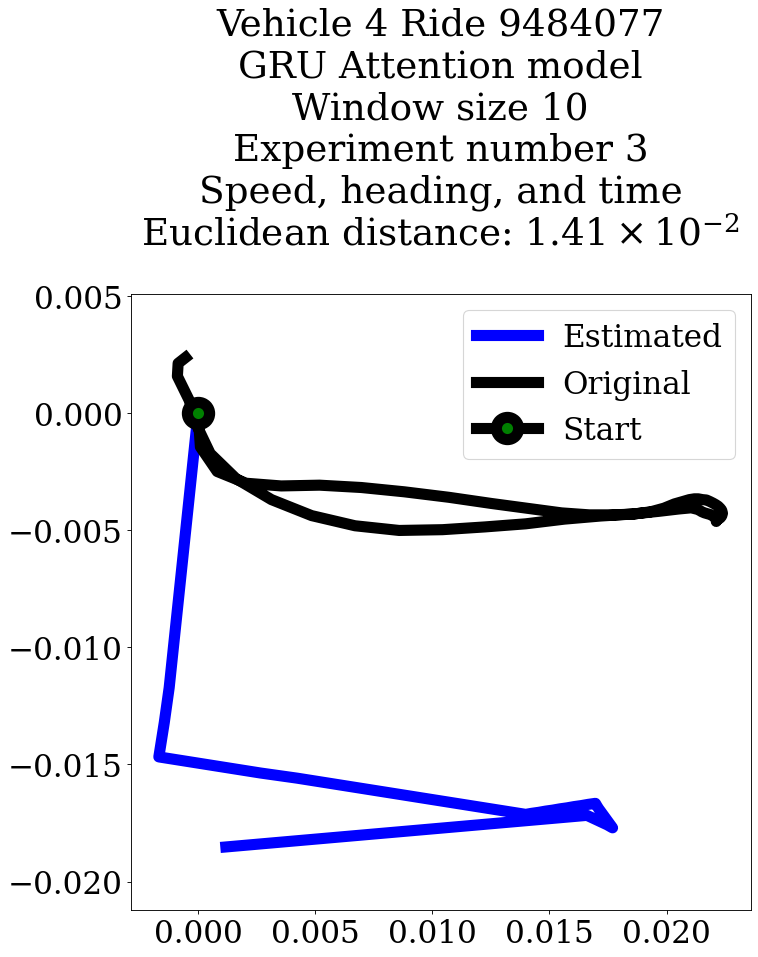 Vehicle 4 Ride 9484077
GRU Attention model
Window size 10
Experiment number 3
Speed, heading, and time
Euclidean distance: 1.41 × 10⁻²
0.005
0.000
−0.005
−0.010
−0.015
−0.020
Estimated
Original
Start
0.000 0.005 0.010 0.015 0.020